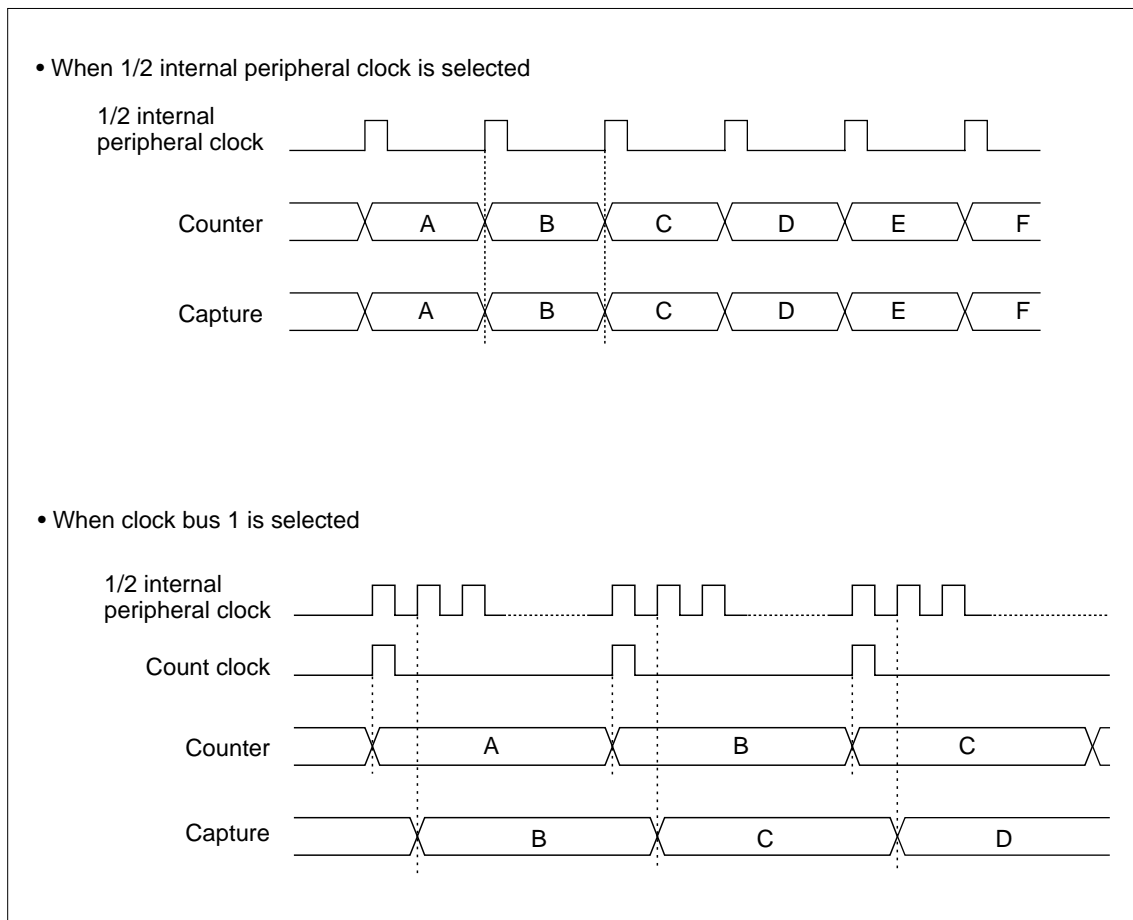 • When 1/2 internal peripheral clock is selected
1/2 internal
peripheral clock
Counter
A B C D E F
Capture
A B C D E F
• When clock bus 1 is selected
1/2 internal
peripheral clock
Count clock
Counter
A B C
Capture
B C D